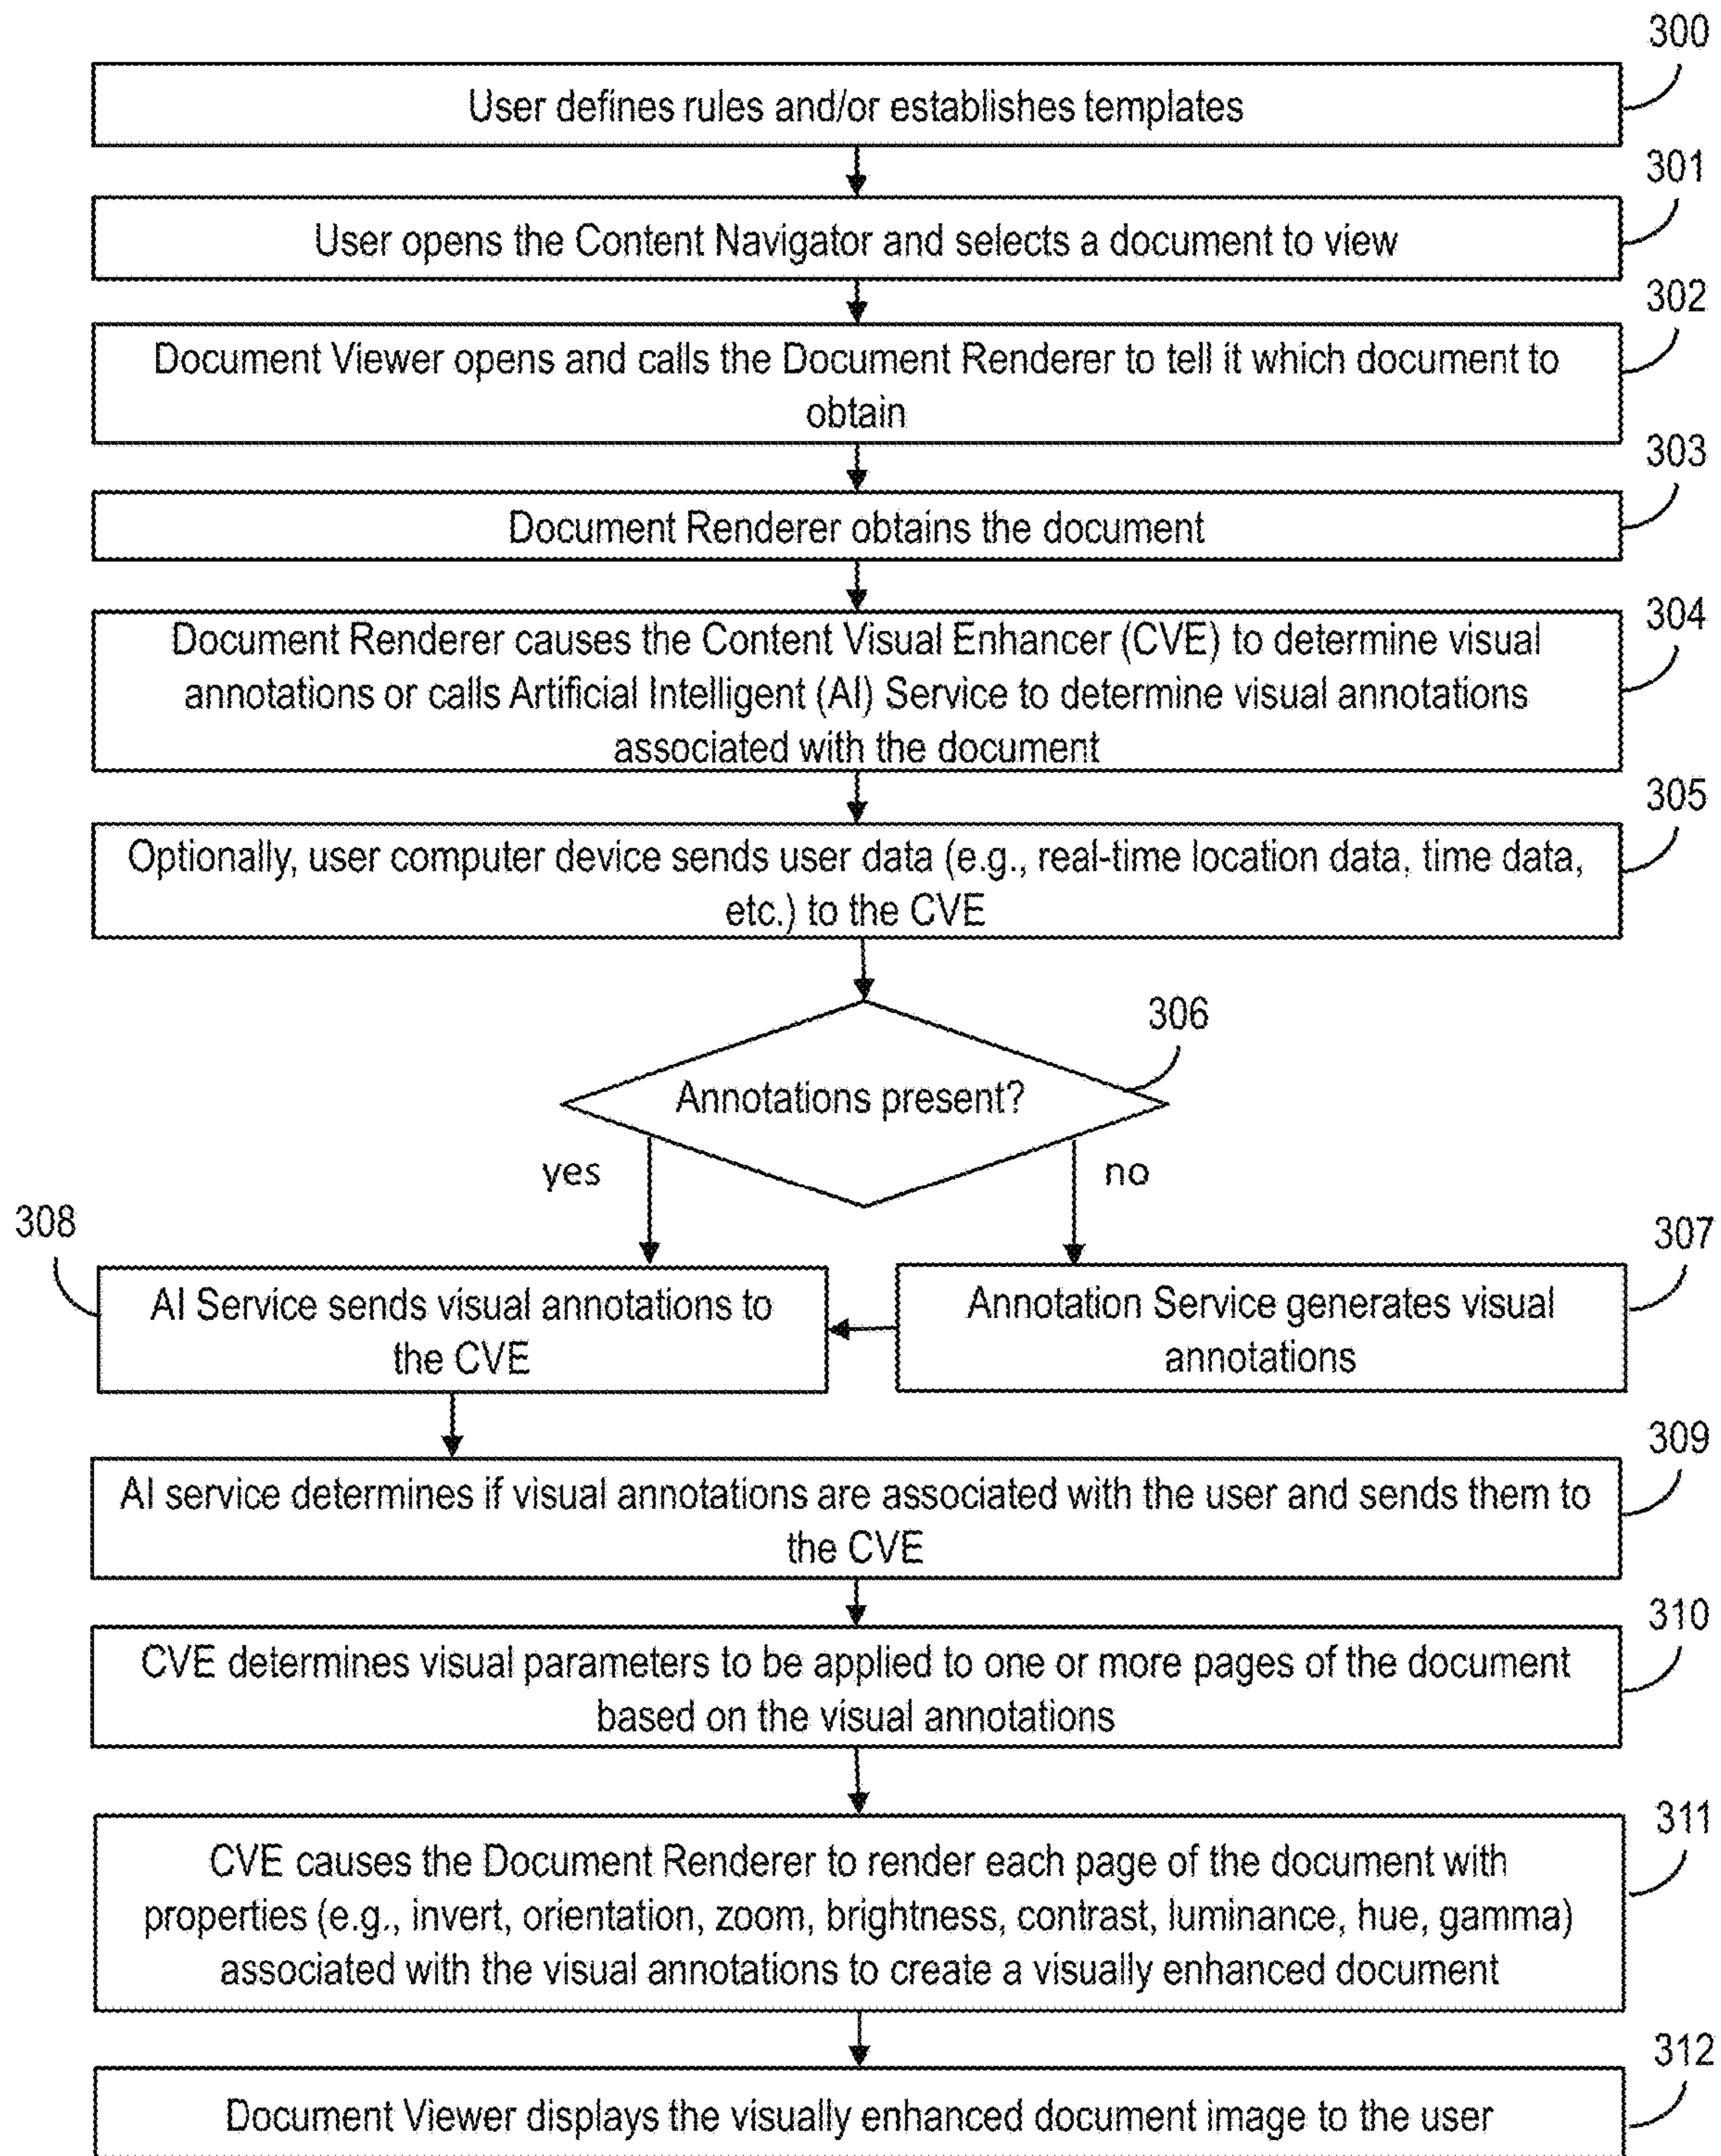 300
User defines rules and/or establishes templates
301
User opens the Content Navigator and selects a document to view
302
Document Viewer opens and calls the Document Renderer to tell it which document to
obtain
303
Document Renderer obtains the document
304
Document Renderer causes the Content Visual Enhancer (CVE) to determine visual
annotations or calls Artificial Intelligent (AI) Service to determine visual annotations
associated with the document
305
Optionally, user computer device sends user data (e.g., real-time location data, time data,
etc.) to the CVE
306
Annotations present?
yes
no
308
AI Service sends visual annotations to
the CVE
307
Annotation Service generates visual
annotations
309
AI service determines if visual annotations are associated with the user and sends them to
the CVE
310
CVE determines visual parameters to be applied to one or more pages of the document
based on the visual annotations
311
CVE causes the Document Renderer to render each page of the document with
properties (e.g., invert, orientation, zoom, brightness, contrast, luminance, hue, gamma)
associated with the visual annotations to create a visually enhanced document
312
Document Viewer displays the visually enhanced document image to the user